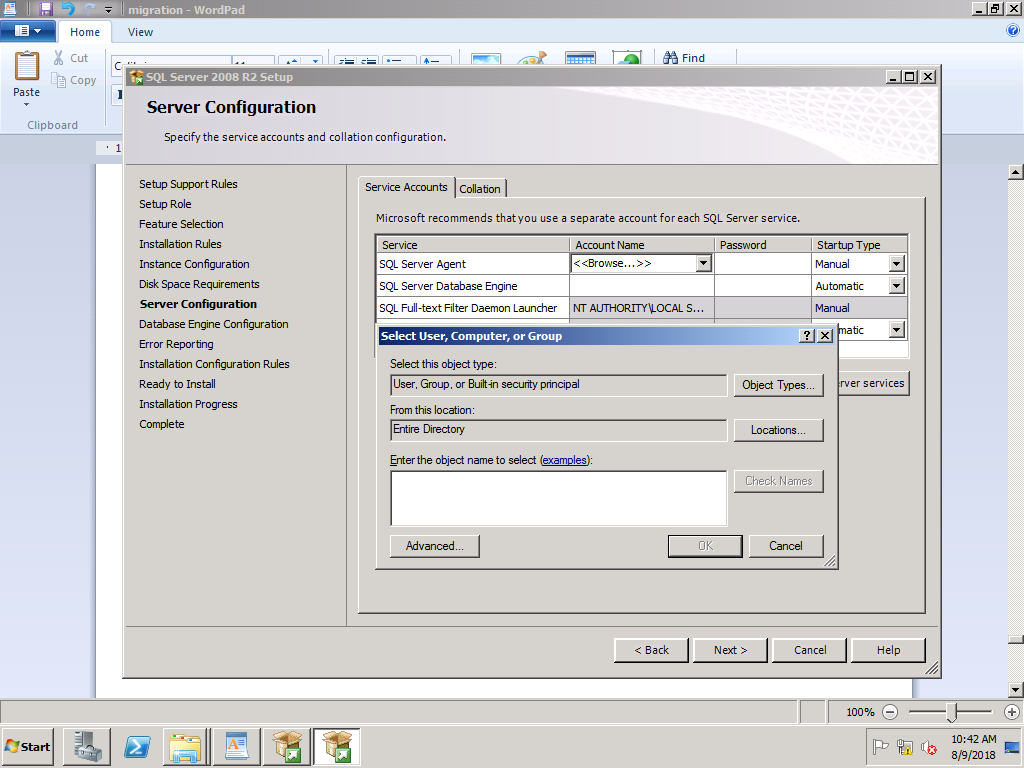 migration - WordPad
Home
View
Paste
Cut
Copy
Clipboard
Find
1
SQL Server 2008 R2 Setup
Server Configuration
Specify the service accounts and collation configuration.
Setup Support Rules
Setup Role
Feature Selection
Installation Rules
Instance Configuration
Disk Space Requirements
Server Configuration
Database Engine Configuration
Error Reporting
Installation Configuration Rules
Ready to Install
Installation Progress
Complete
Service Accounts
Collation
Microsoft recommends that you use a separate account for each SQL Server service.
Service Account Name Password Startup Type
SQL Server Agent <<Browse...>> Manual
SQL Server Database Engine Automatic
SQL Full-text Filter Daemon Launcher NT AUTHORITY\LOCAL S... Manual
matic
rver services
Select User, Computer, or Group
Select this object type:
User, Group, or Built-in security principal
Object Types...
From this location:
Entire Directory
Locations...
Enter the object name to select (examples):
Check Names
Advanced...
OK
Cancel
< Back
Next >
Cancel
Help
100%
Start
10:42 AM
8/9/2018